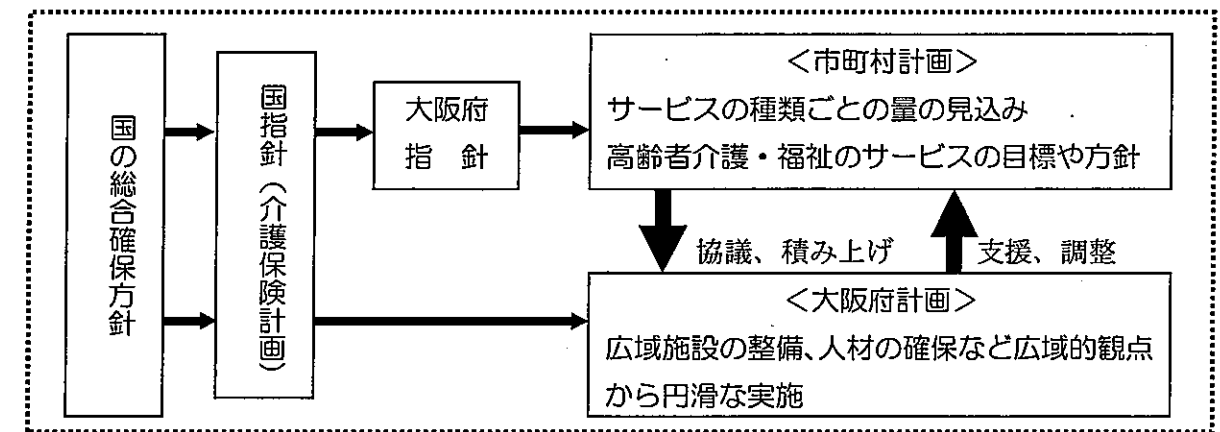 国の総合確保方針
国指針（介護保険計画）
大阪府
指　針
＜市町村計画＞
サービスの種類ごとの量の見込み
高齢者介護・福祉のサービスの目標や方針
協議、積み上げ
支援、調整
＜大阪府計画＞
広域施設の整備、人材の確保など広域的観点
から円滑な実施